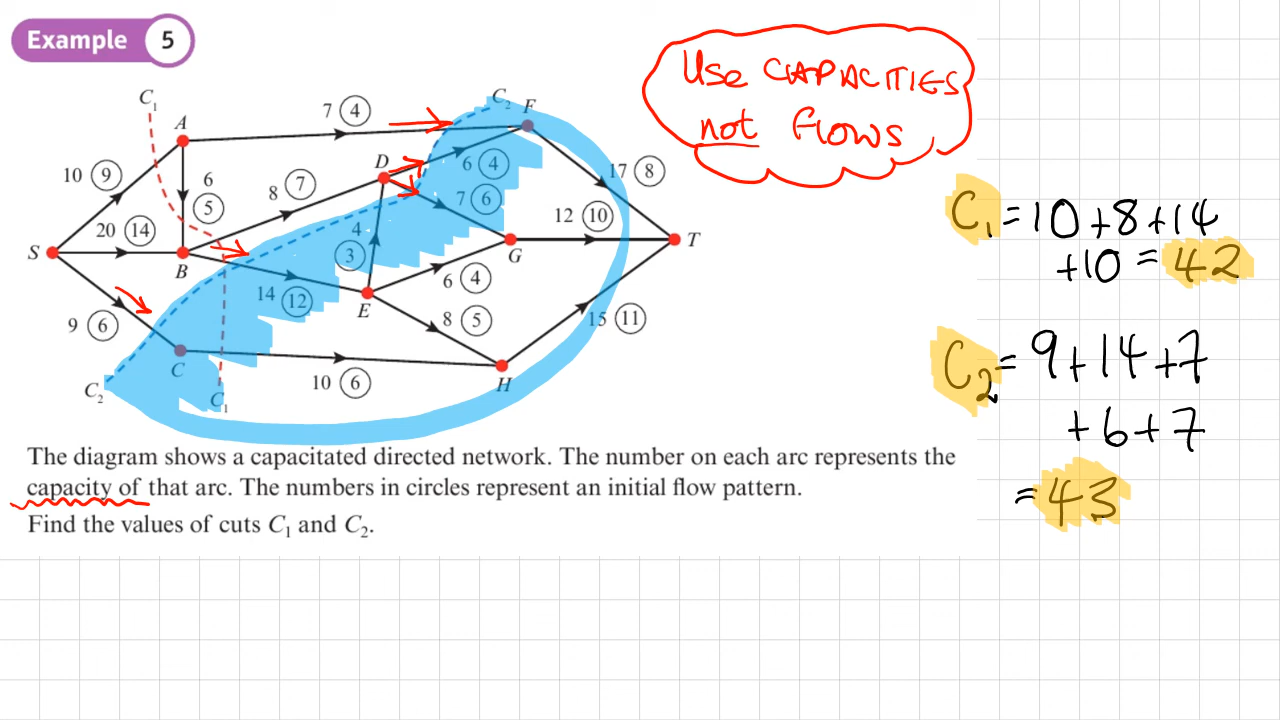 Example 5
Use CAPACITIES
not FLOWS
C₁
C₂ F
A
7 4
D
10 9
6
5
8 7
6 4
17 8
7 6
12 10
20 14
S
B
4
3
G
T
14 12
6 4
E
9 6
8 5
15 11
C
10 6
H
C₂
C₁
C₁ = 10 + 8 + 14
+ 10 = 42
C₂ = 9 + 14 + 7
+ 6 + 7
= 43
The diagram shows a capacitated directed network. The number on each arc represents the
capacity of that arc. The numbers in circles represent an initial flow pattern.
Find the values of cuts C₁ and C₂.